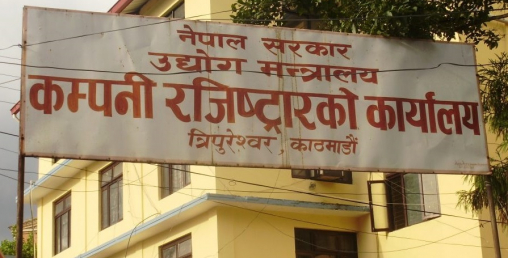 नेपाल सरकार
उद्योग मन्त्रालय
कम्पनी रजिष्ट्रारको कार्यालय
त्रिपुरेश्वर, काठमाडौं